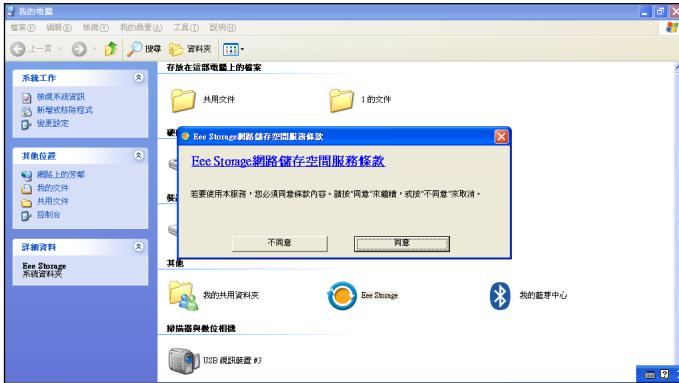 我的電腦
檔案(F) 編輯(E) 檢視(V) 我的最愛(A) 工具(T) 說明(H)
上一頁 搜尋 資料夾
系統工作
檢視系統資訊
新增或移除程式
變更設定
其他位置
網路上的芳鄰
我的文件
共用文件
控制台
詳細資料
Eee Storage
系統資料夾
存放在這部電腦上的檔案
共用文件
1 的文件
硬
Eee Storage網路儲存空間服務條款
Eee Storage網路儲存空間服務條款
若要使用本服務，您必須同意條款內容。請按"同意"來繼續，或按"不同意"來取消。
不同意 同意
裝
其他
我的共用資料夾
Eee Storage
我的藍芽中心
掃描器與數位相機
USB 視訊裝置 #3